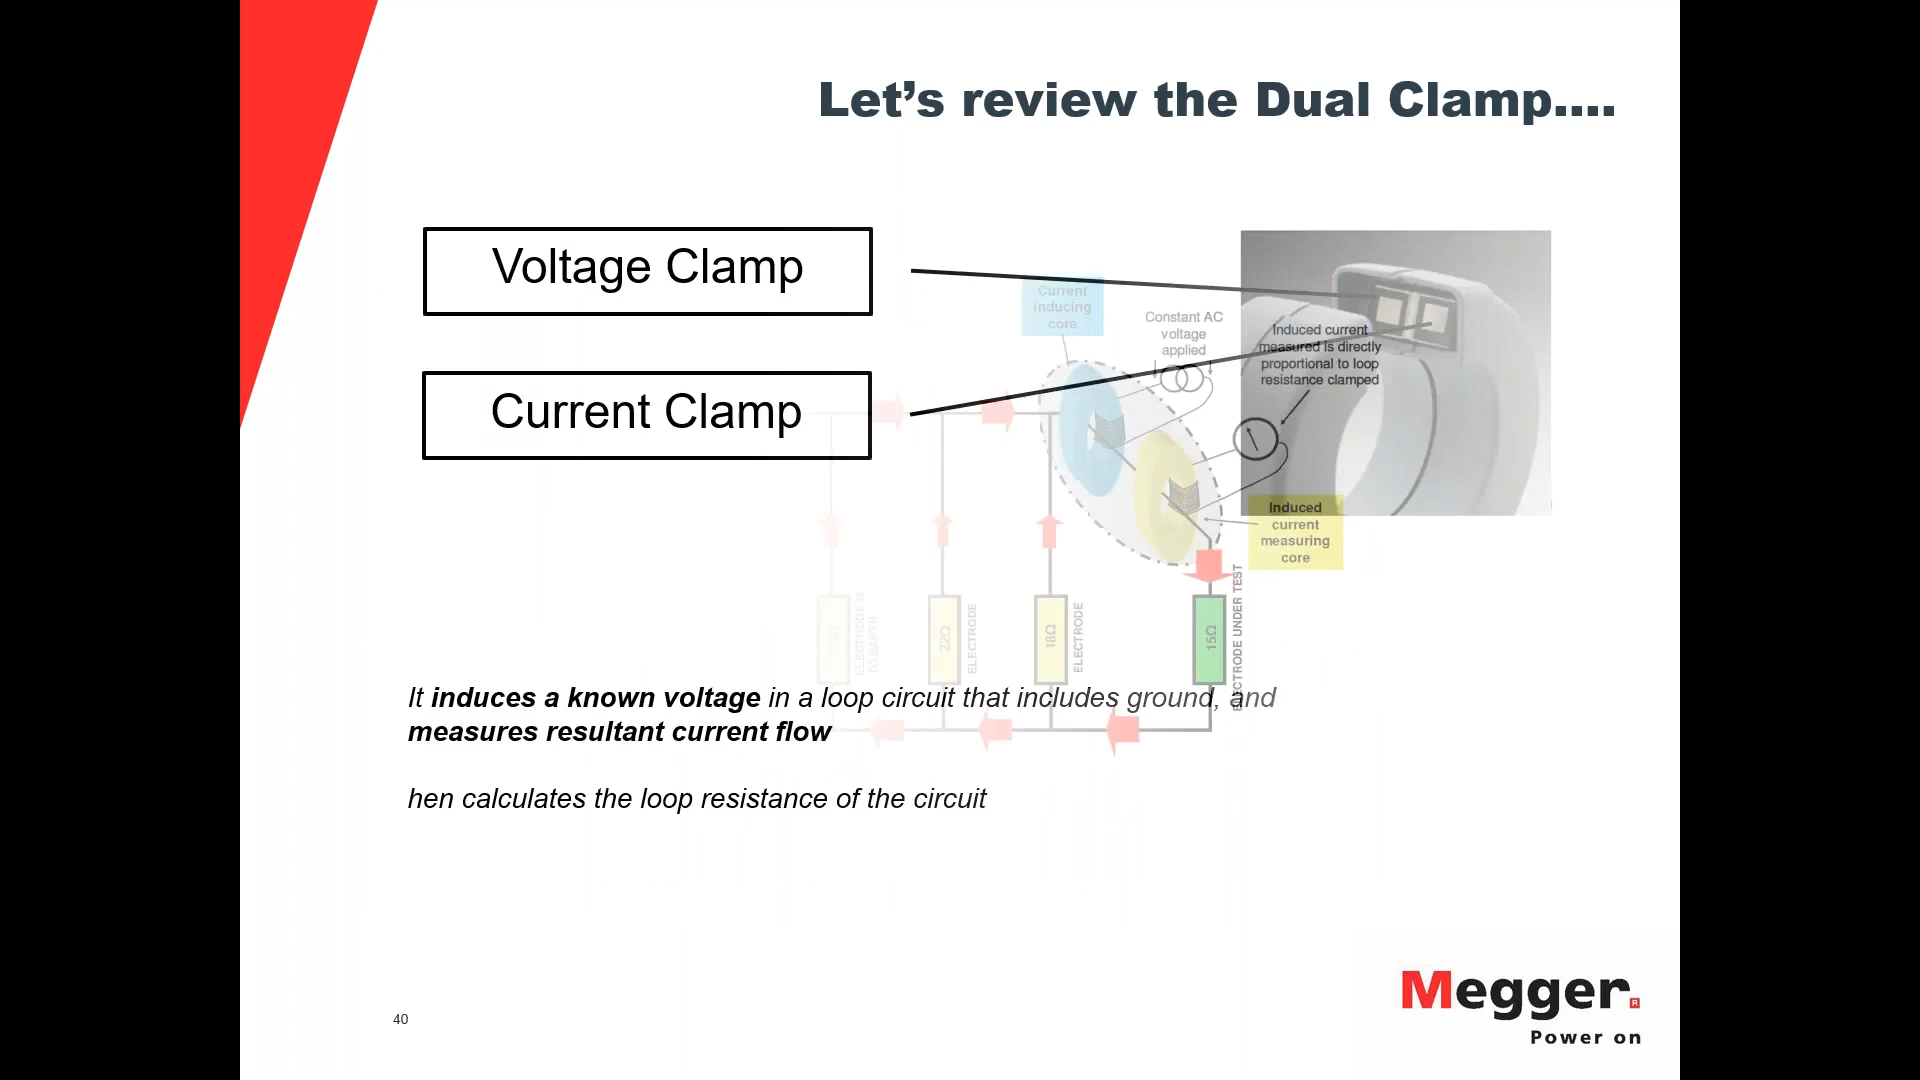 Let’s review the Dual Clamp....
Voltage Clamp
Current Clamp
Current
inducing
core
Constant AC
voltage
applied
Induced current
measured is directly
proportional to loop
resistance clamped
Induced
current
measuring
core
ELECTRODE
TO EARTH
22Ω
ELECTRODE
18Ω
ELECTRODE
15Ω
ELECTRODE UNDER TEST
It induces a known voltage in a loop circuit that includes ground, and
measures resultant current flow
hen calculates the loop resistance of the circuit
40
Megger.
R
Power on